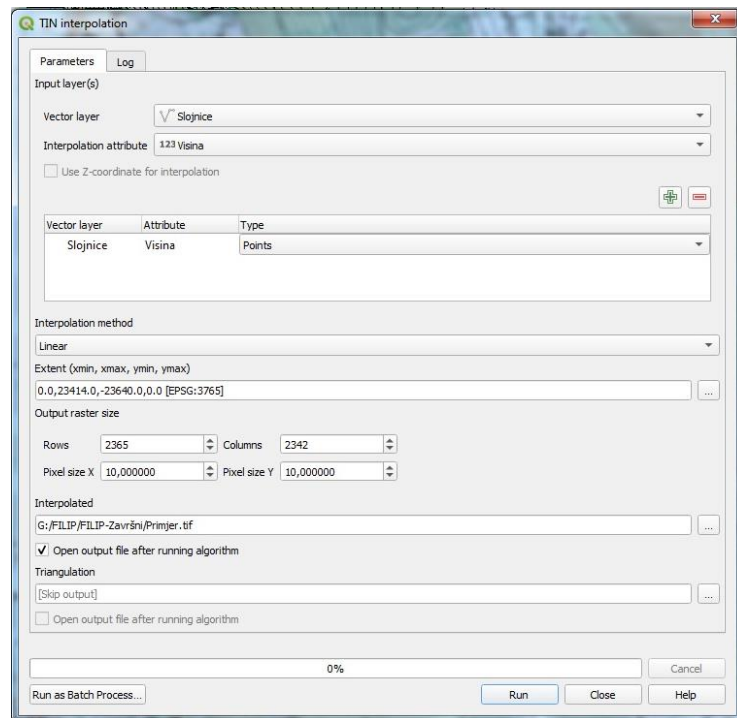 TIN interpolation
Parameters Log
Input layer(s)
Vector layer Slojnice
Interpolation attribute 123 Visina
Use Z-coordinate for interpolation
Vector layer Attribute Type
Slojnice Visina Points
Interpolation method
Linear
Extent (xmin, xmax, ymin, ymax)
0.0,23414.0,-23640.0,0.0 [EPSG:3765]
...
Output raster size
Rows 2365 Columns 2342
Pixel size X 10,000000 Pixel size Y 10,000000
Interpolated
G:/FILIP/FILIP-Završni/Primjer.tif
...
Open output file after running algorithm
Triangulation
[Skip output]
...
Open output file after running algorithm
0% Cancel
Run as Batch Process... Run Close Help